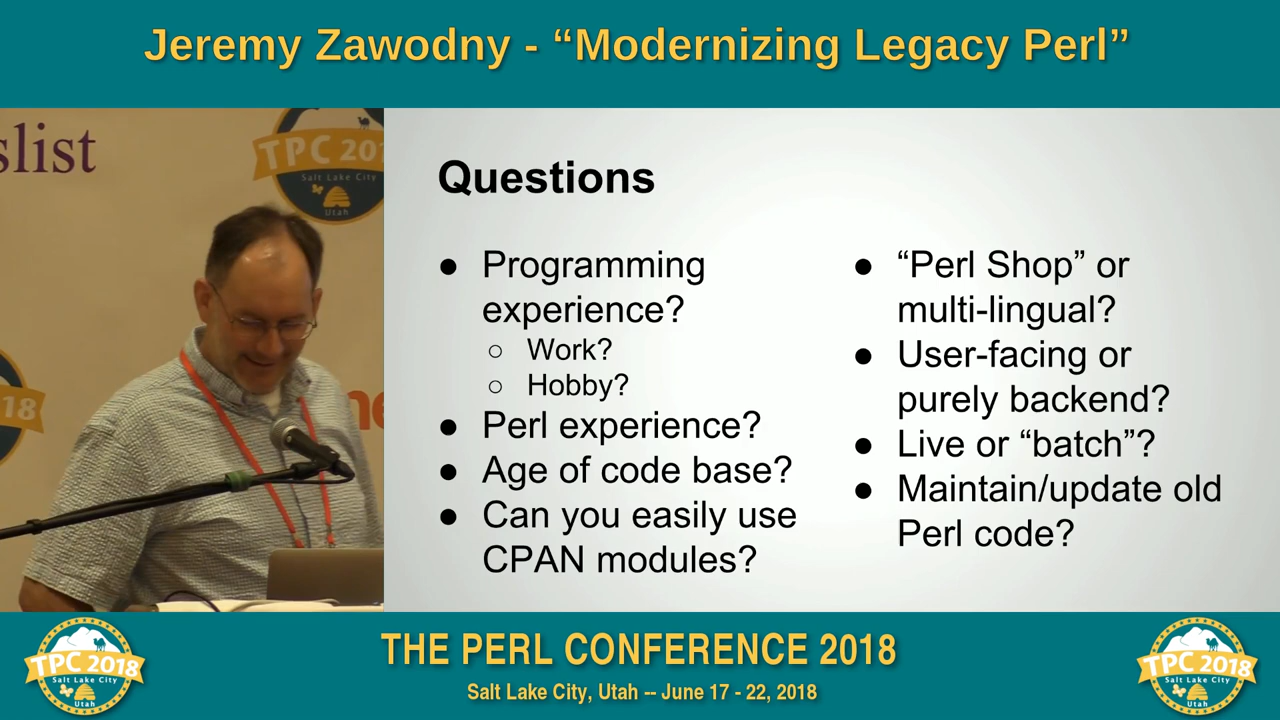 Jeremy Zawodny - “Modernizing Legacy Perl”
slist
TPC 201
Salt Lake City
Utah
18
ne
Questions
● Programming
experience?
○ Work?
○ Hobby?
● Perl experience?
● Age of code base?
● Can you easily use
CPAN modules?
● “Perl Shop” or
multi-lingual?
● User-facing or
purely backend?
● Live or “batch”?
● Maintain/update old
Perl code?
TPC 2018
Salt Lake City
Utah
THE PERL CONFERENCE 2018
Salt Lake City, Utah -- June 17 - 22, 2018
TPC 2018
Salt Lake City
Utah